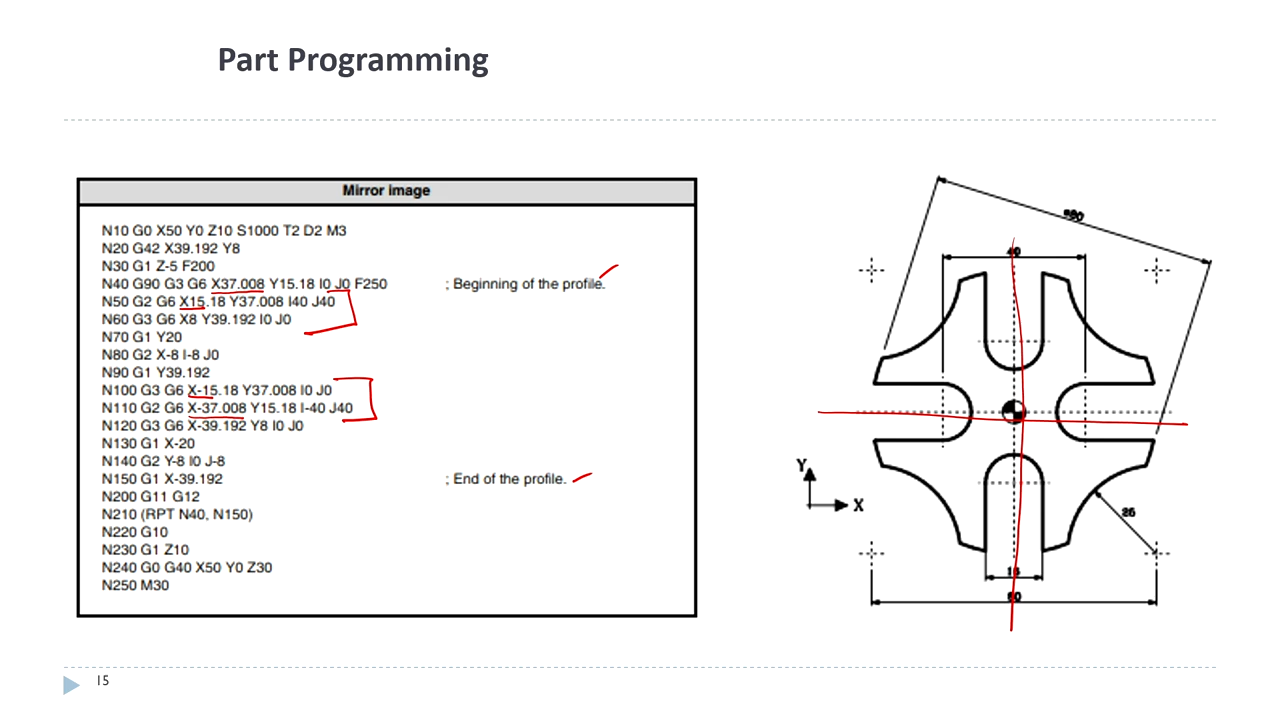 Part Programming
Mirror image
N10 G0 X50 Y0 Z10 S1000 T2 D2 M3
N20 G42 X39.192 Y8
N30 G1 Z-5 F200
N40 G90 G3 G6 X37.008 Y15.18 I0 J0 F250 ; Beginning of the profile.
N50 G2 G6 X15.18 Y37.008 I40 J40
N60 G3 G6 X8 Y39.192 I0 J0
N70 G1 Y20
N80 G2 X-8 I-8 J0
N90 G1 Y39.192
N100 G3 G6 X-15.18 Y37.008 I0 J0
N110 G2 G6 X-37.008 Y15.18 I-40 J40
N120 G3 G6 X-39.192 Y8 I0 J0
N130 G1 X-20
N140 G2 Y-8 I0 J-8
N150 G1 X-39.192 ; End of the profile.
N200 G11 G12
N210 (RPT N40, N150)
N220 G10
N230 G1 Z10
N240 G0 G40 X50 Y0 Z30
N250 M30
40
Y
X
25
16
80
15